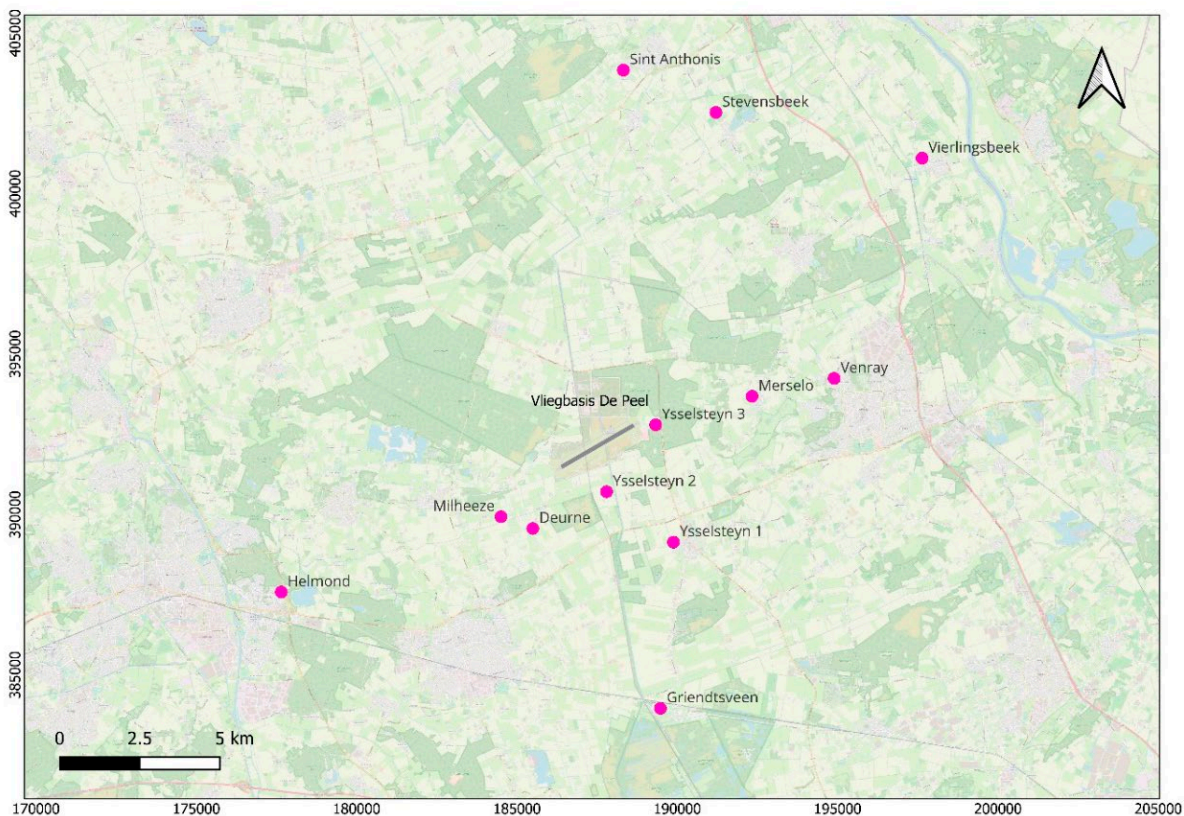 405000
Sint Anthonis
Stevensbeek
Vierlingsbeek
400000
395000
Venray
Merselo
Vliegbasis De Peel
Ysselsteyn 3
Ysselsteyn 2
390000
Milheeze
Deurne
Ysselsteyn 1
Helmond
385000
Griendtsveen
0 2.5 5 km
170000 175000 180000 185000 190000 195000 200000 205000